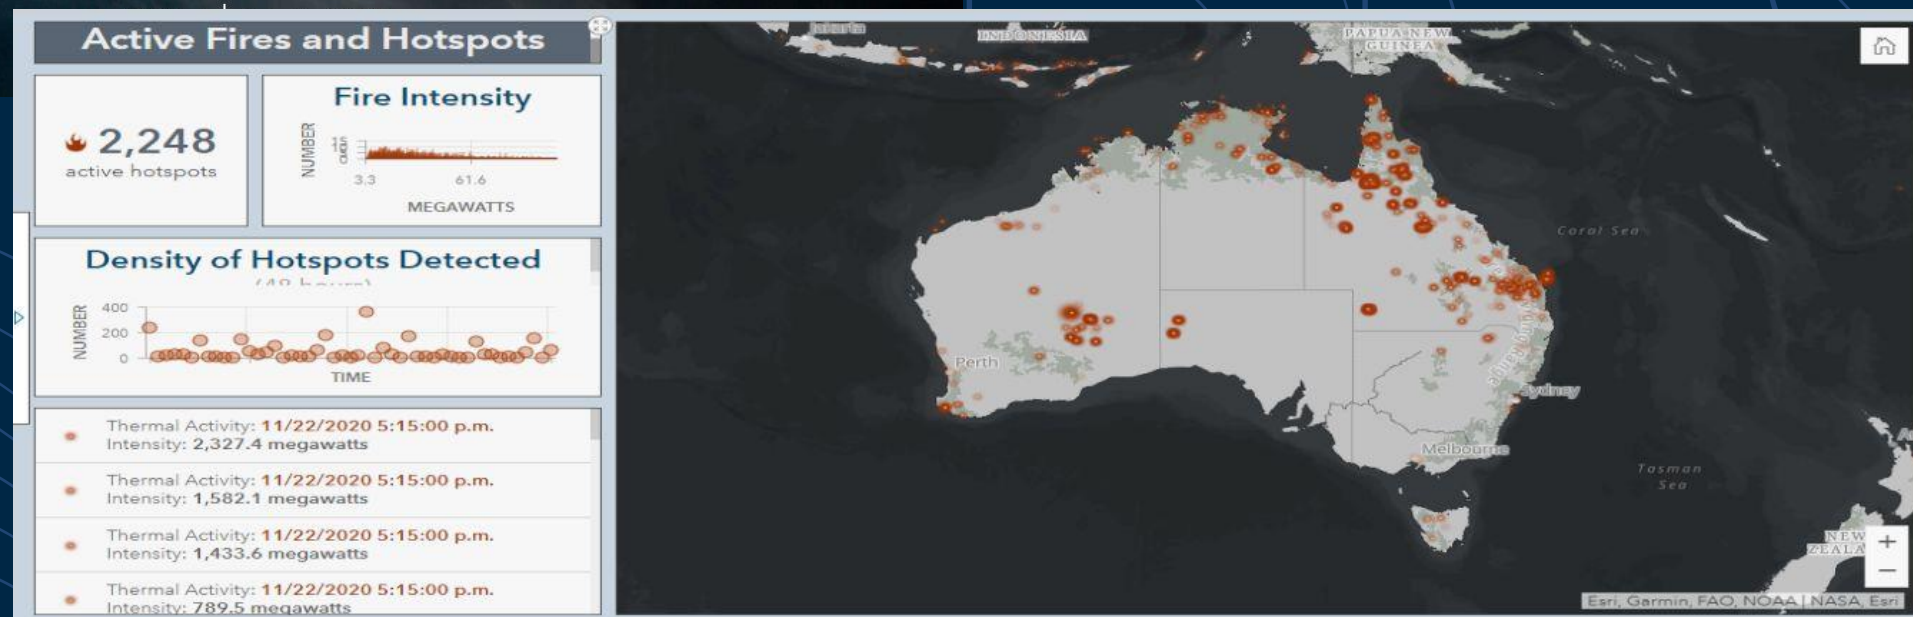 Active Fires and Hotspots
2,248
active hotspots
Fire Intensity
NUMBER
3.3
61.6
MEGAWATTS
Density of Hotspots Detected
(48 hours)
NUMBER
400
200
0
TIME
Thermal Activity: 11/22/2020 5:15:00 p.m.
Intensity: 2,327.4 megawatts
Thermal Activity: 11/22/2020 5:15:00 p.m.
Intensity: 1,582.1 megawatts
Thermal Activity: 11/22/2020 5:15:00 p.m.
Intensity: 1,433.6 megawatts
Thermal Activity: 11/22/2020 5:15:00 p.m.
Intensity: 789.5 megawatts
Jakarta
INDONESIA
PAPUA NEW
GUINEA
Coral Sea
Perth
Sydney
Melbourne
Tasman
Sea
NEW
ZEALA
+
−
Esri, Garmin, FAO, NOAA | NASA, Esri